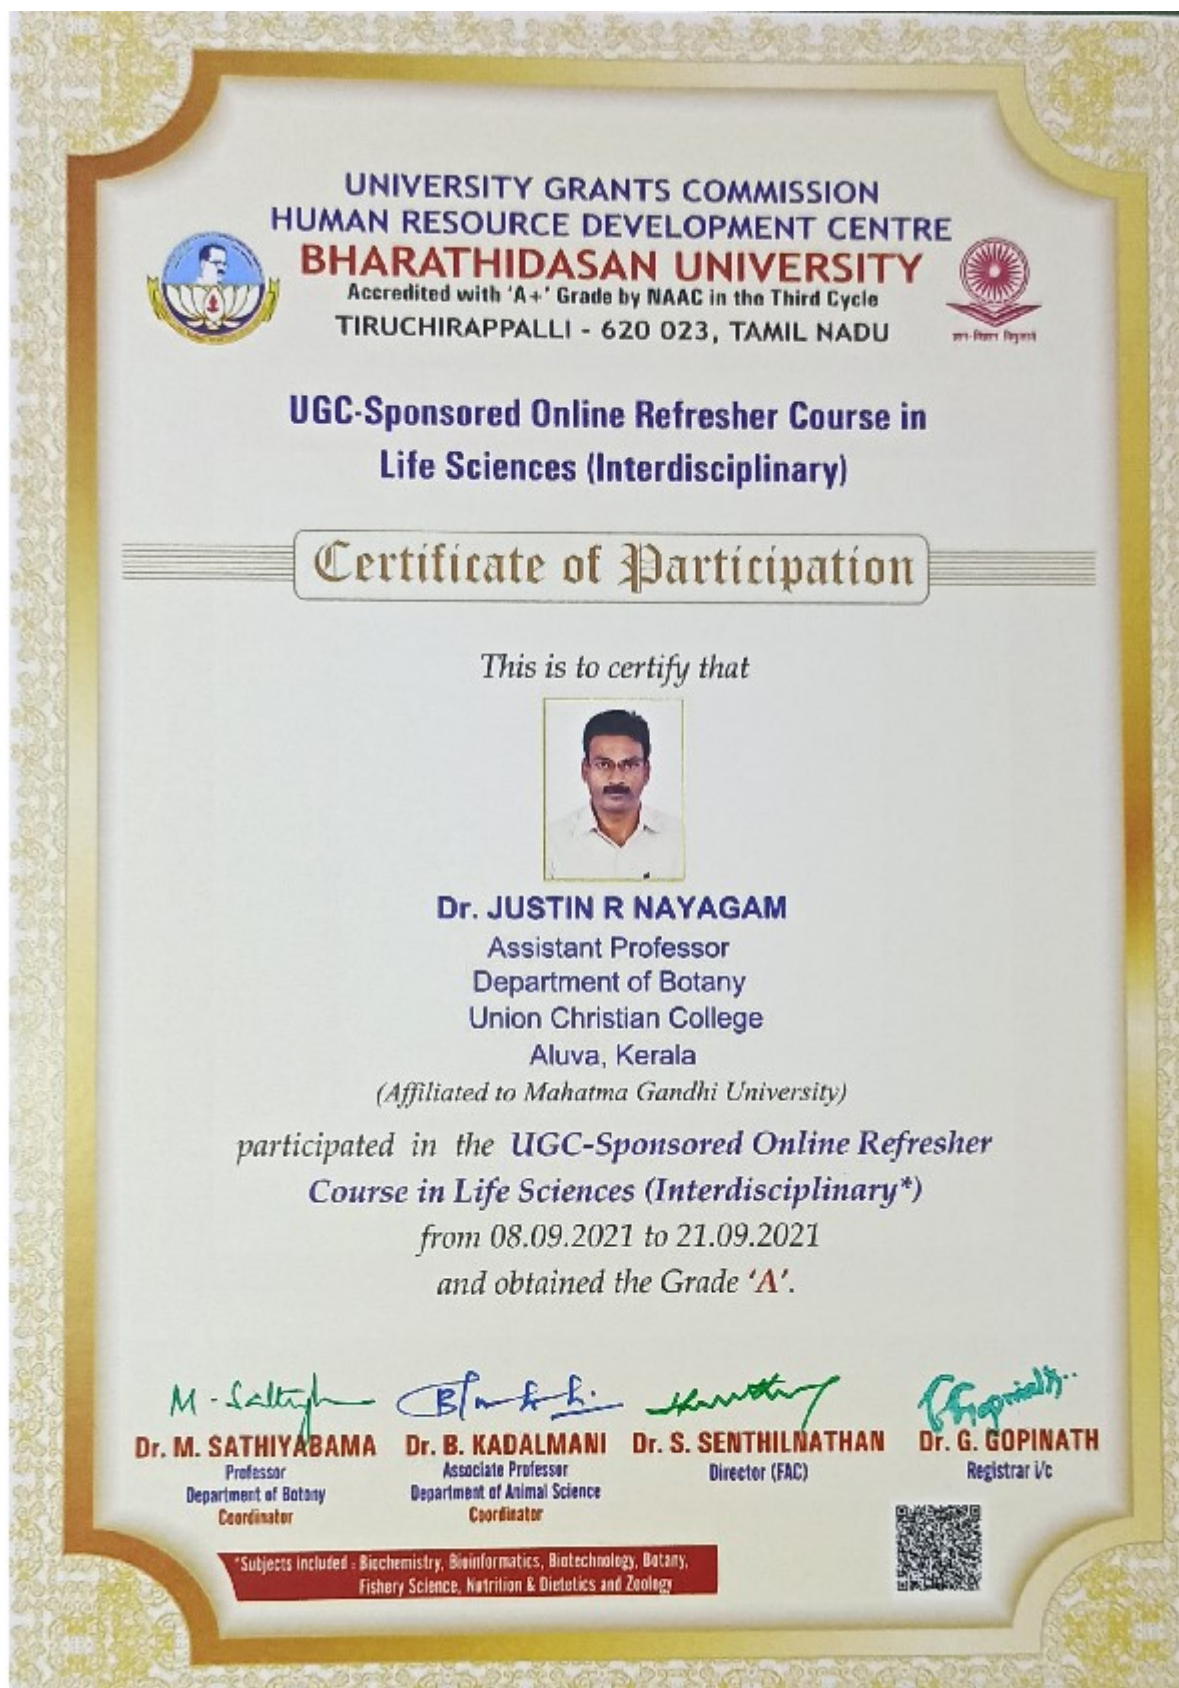 UNIVERSITY GRANTS COMMISSION
HUMAN RESOURCE DEVELOPMENT CENTRE
BHARATHIDASAN UNIVERSITY
Accredited with 'A+' Grade by NAAC in the Third Cycle
TIRUCHIRAPPALLI - 620 023, TAMIL NADU
ज्ञान-विज्ञान विमुक्तये
UGC-Sponsored Online Refresher Course in
Life Sciences (Interdisciplinary)
Certificate of Participation
This is to certify that
Dr. JUSTIN R NAYAGAM
Assistant Professor
Department of Botany
Union Christian College
Aluva, Kerala
(Affiliated to Mahatma Gandhi University)
participated in the UGC-Sponsored Online Refresher
Course in Life Sciences (Interdisciplinary*)
from 08.09.2021 to 21.09.2021
and obtained the Grade 'A'.
Dr. M. SATHIYABAMA
Professor
Department of Botany
Coordinator
Dr. B. KADALMANI
Associate Professor
Department of Animal Science
Coordinator
Dr. S. SENTHILNATHAN
Director (FAC)
Dr. G. GOPINATH
Registrar i/c
*Subjects included : Biochemistry, Bioinformatics, Biotechnology, Botany,
Fishery Science, Nutrition & Dietetics and Zoology